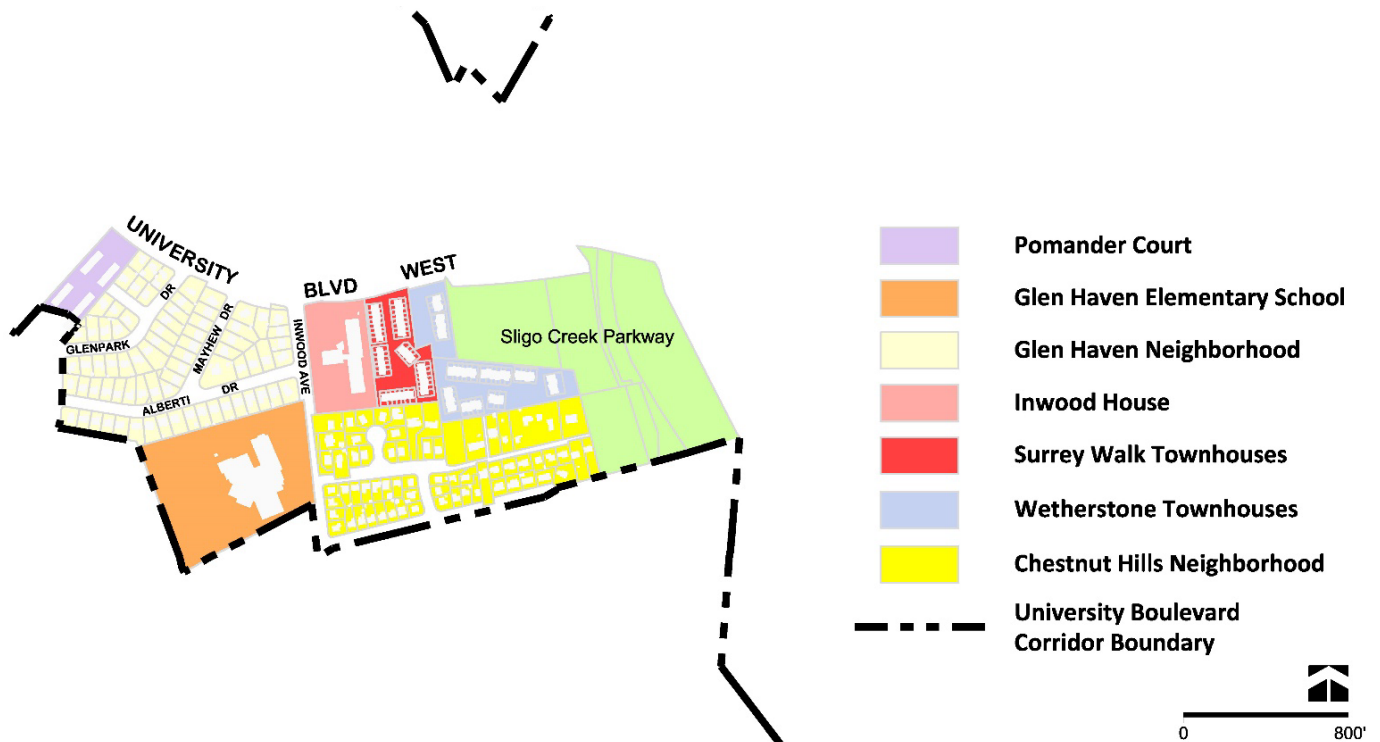 UNIVERSITY
BLVD
WEST
DR
MAYHEW DR
GLENPARK
INWOOD AVE
ALBERTI DR
Sligo Creek Parkway
Pomander Court
Glen Haven Elementary School
Glen Haven Neighborhood
Inwood House
Surrey Walk Townhouses
Wetherstone Townhouses
Chestnut Hills Neighborhood
University Boulevard
Corridor Boundary
0 800'